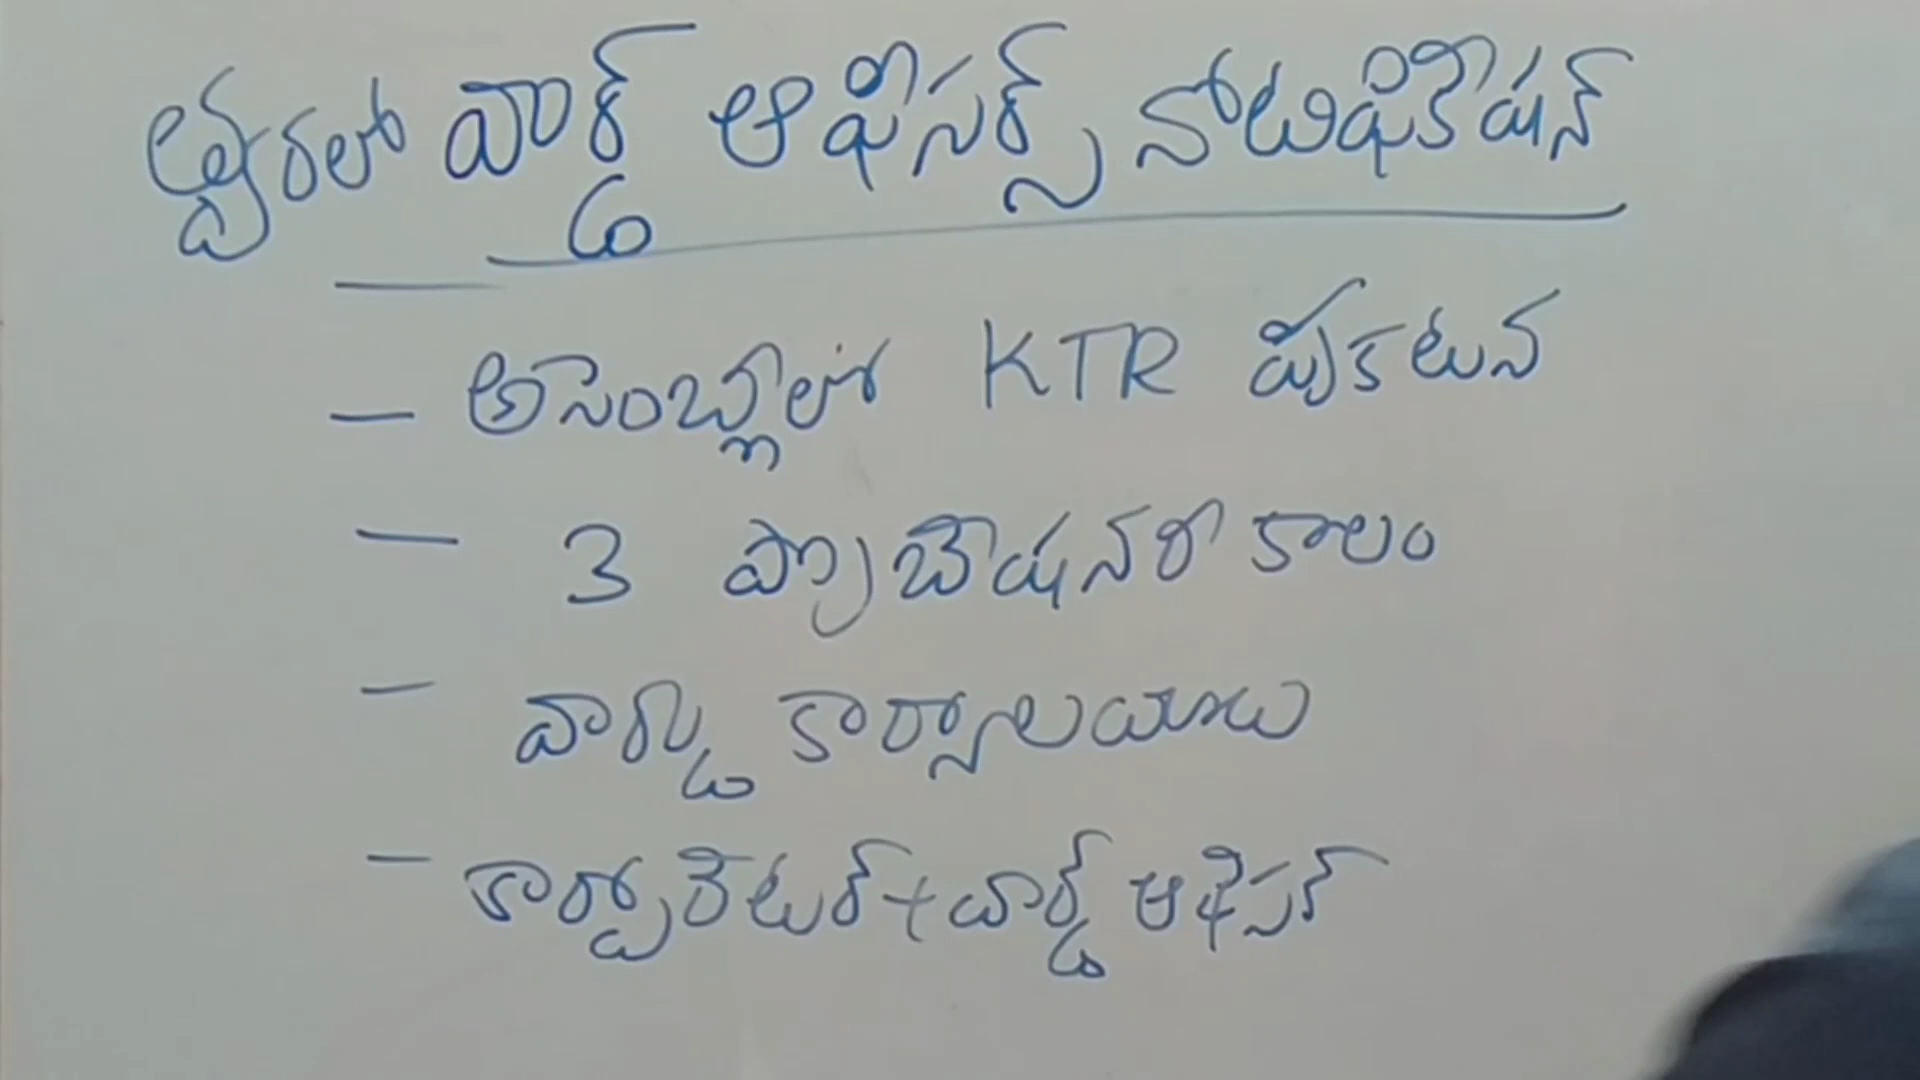 త్వరలో వార్డ్ ఆఫీసర్స్ నోటిఫికేషన్
– అసెంబ్లీలో KTR ప్రకటన
– 3 ప్రొబేషనరీ కాలం
– వార్డు కార్యాలయాలు
– కార్పోరేటర్ + వార్డ్ ఆఫీసర్